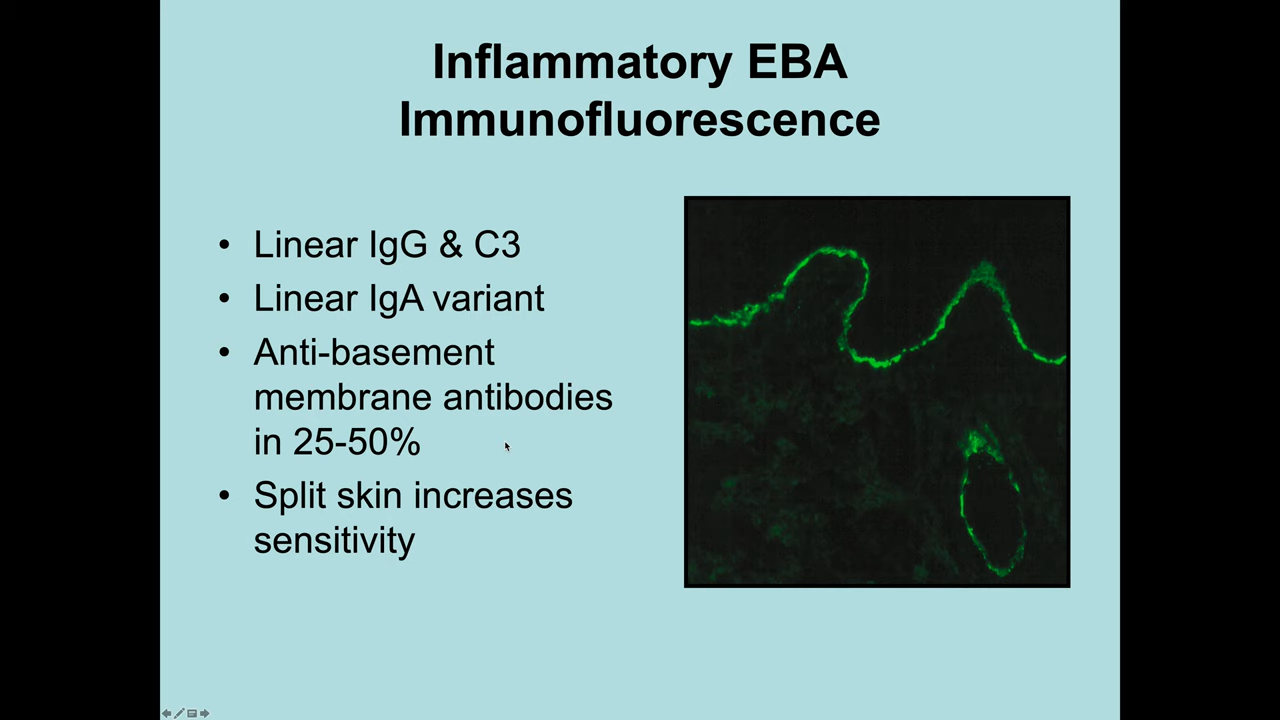 Inflammatory EBA
Immunofluorescence
• Linear IgG & C3
• Linear IgA variant
• Anti-basement
membrane antibodies
in 25-50%
• Split skin increases
sensitivity